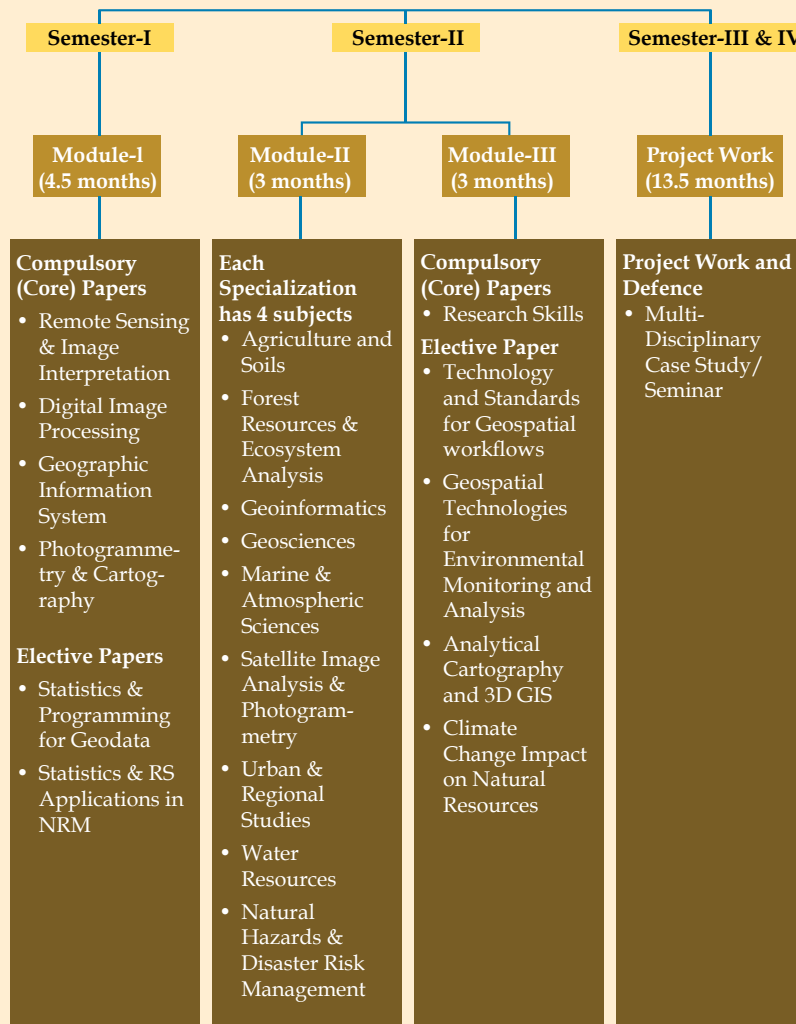 Semester-I
Semester-II
Semester-III & IV
Module-l
(4.5 months)
Module-II
(3 months)
Module-III
(3 months)
Project Work
(13.5 months)
Compulsory
(Core) Papers
• Remote Sensing
& Image
Interpretation
• Digital Image
Processing
• Geographic
Information
System
• Photogramme-
try & Cartog-
raphy
Elective Papers
• Statistics &
Programming
for Geodata
• Statistics & RS
Applications in
NRM
Each
Specialization
has 4 subjects
• Agriculture and
Soils
• Forest
Resources &
Ecosystem
Analysis
• Geoinformatics
• Geosciences
• Marine &
Atmospheric
Sciences
• Satellite Image
Analysis &
Photogram-
metry
• Urban &
Regional
Studies
• Water
Resources
• Natural
Hazards &
Disaster Risk
Management
Compulsory
(Core) Papers
• Research Skills
Elective Paper
• Technology
and Standards
for Geospatial
workflows
• Geospatial
Technologies
for
Environmental
Monitoring and
Analysis
• Analytical
Cartography
and 3D GIS
• Climate
Change Impact
on Natural
Resources
Project Work and
Defence
• Multi-
Disciplinary
Case Study/
Seminar